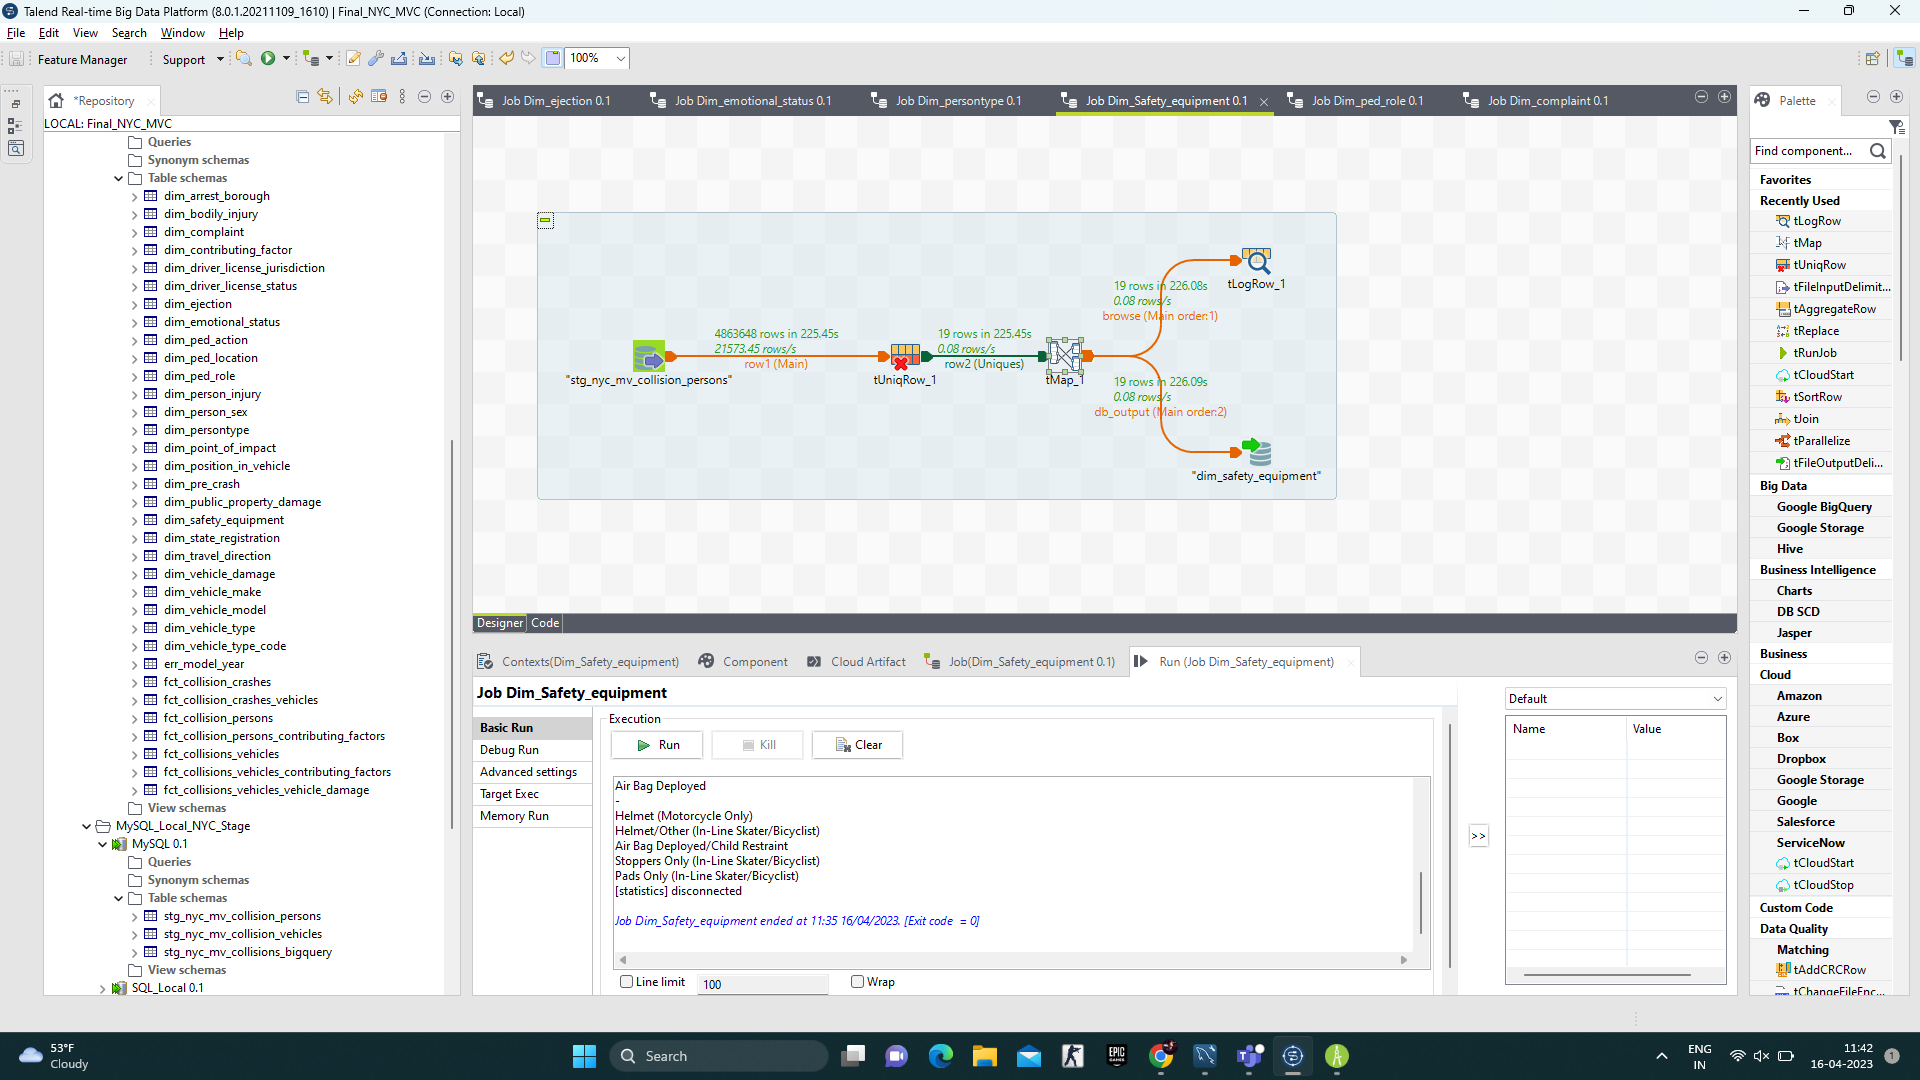 Talend Real-time Big Data Platform (8.0.1.20211109_1610) | Final_NYC_MVC (Connection: Local)
File Edit View Search Window Help
Feature Manager Support 100%
*Repository
LOCAL: Final_NYC_MVC
Queries
Synonym schemas
Table schemas
dim_arrest_borough
dim_bodily_injury
dim_complaint
dim_contributing_factor
dim_driver_license_jurisdiction
dim_driver_license_status
dim_ejection
dim_emotional_status
dim_ped_action
dim_ped_location
dim_ped_role
dim_person_injury
dim_person_sex
dim_persontype
dim_point_of_impact
dim_position_in_vehicle
dim_pre_crash
dim_public_property_damage
dim_safety_equipment
dim_state_registration
dim_travel_direction
dim_vehicle_damage
dim_vehicle_make
dim_vehicle_model
dim_vehicle_type
dim_vehicle_type_code
err_model_year
fct_collision_crashes
fct_collision_crashes_vehicles
fct_collision_persons
fct_collision_persons_contributing_factors
fct_collisions_vehicles
fct_collisions_vehicles_contributing_factors
fct_collisions_vehicles_vehicle_damage
View schemas
MySQL_Local_NYC_Stage
MySQL 0.1
Queries
Synonym schemas
Table schemas
stg_nyc_mv_collision_persons
stg_nyc_mv_collision_vehicles
stg_nyc_mv_collisions_bigquery
View schemas
SQL_Local 0.1
Job Dim_ejection 0.1 Job Dim_emotional_status 0.1 Job Dim_persontype 0.1 Job Dim_Safety_equipment 0.1 Job Dim_ped_role 0.1 Job Dim_complaint 0.1
19 rows in 226.08s
0.08 rows/s
browse (Main order:1)
tLogRow_1
4863648 rows in 225.45s
21573.45 rows/s
row1 (Main)
19 rows in 225.45s
0.08 rows/s
row2 (Uniques)
"stg_nyc_mv_collision_persons"
tUniqRow_1
tMap_1
19 rows in 226.09s
0.08 rows/s
db_output (Main order:2)
"dim_safety_equipment"
Designer Code
Contexts(Dim_Safety_equipment) Component Cloud Artifact Job(Dim_Safety_equipment 0.1) Run (Job Dim_Safety_equipment)
Job Dim_Safety_equipment
Basic Run
Debug Run
Advanced settings
Target Exec
Memory Run
Execution
Run Kill Clear
Air Bag Deployed
-
Helmet (Motorcycle Only)
Helmet/Other (In-Line Skater/Bicyclist)
Air Bag Deployed/Child Restraint
Stoppers Only (In-Line Skater/Bicyclist)
Pads Only (In-Line Skater/Bicyclist)
[statistics] disconnected
Job Dim_Safety_equipment ended at 11:35 16/04/2023. [Exit code  = 0]
Line limit 100 Wrap
>>
Default
Name Value
Palette
Find component...
Favorites
Recently Used
tLogRow
tMap
tUniqRow
tFileInputDelimit...
tAggregateRow
tReplace
tRunJob
tCloudStart
tSortRow
tJoin
tParallelize
tFileOutputDeli...
Big Data
Google BigQuery
Google Storage
Hive
Business Intelligence
Charts
DB SCD
Jasper
Business
Cloud
Amazon
Azure
Box
Dropbox
Google Storage
Google
Salesforce
ServiceNow
tCloudStart
tCloudStop
Custom Code
Data Quality
Matching
tAddCRCRow
tChangeFileEnc...
53°F
Cloudy
Search
EPIC
GAMES
ENG
IN
11:42
16-04-2023
1